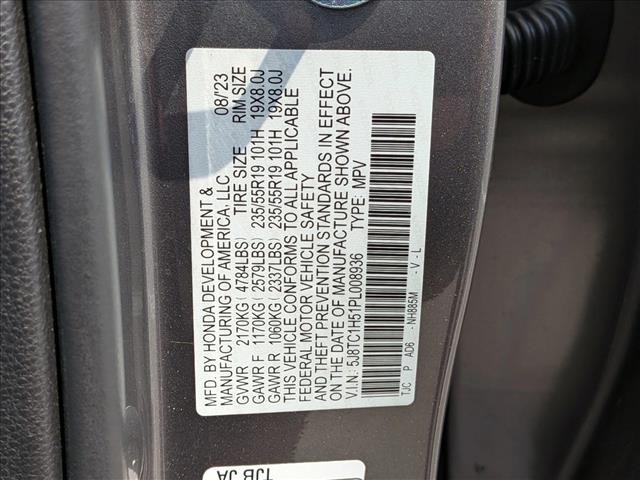 MFD. BY HONDA DEVELOPMENT & 08/'23
MANUFACTURING OF AMERICA, LLC.
TIRE SIZE RIM SIZE
GVWR 2170KG ( 4784LBS)
GAWR F 1170KG ( 2579LBS) 235/55R19 101H 19X8.0J
GAWR R 1060KG ( 2337LBS) 235/55R19 101H 19X8.0J
THIS VEHICLE CONFORMS TO ALL APPLICABLE
FEDERAL MOTOR VEHICLE SAFETY
AND THEFT PREVENTION STANDARDS IN EFFECT
ON THE DATE OF MANUFACTURE SHOWN ABOVE.
V.I.N: 5J8TC1H51PL008936 TYPE: MPV
TJC P AD6 -NH885M - V - L
TJB JA